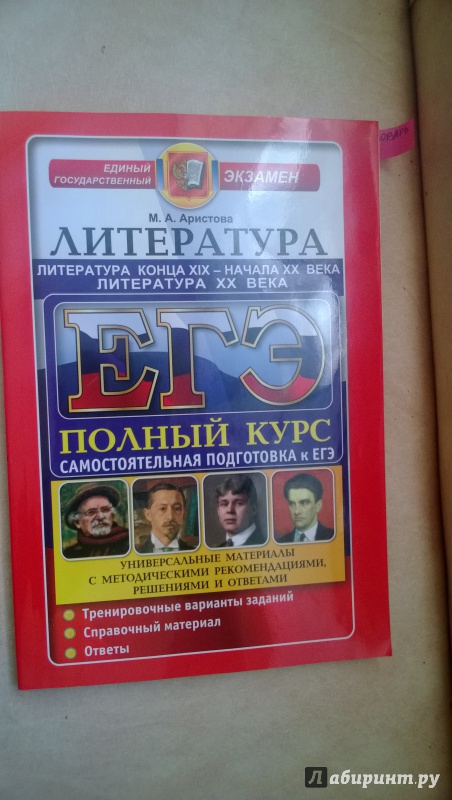 ЕДИНЫЙ
ГОСУДАРСТВЕННЫЙ
ЭКЗАМЕН
М. А. Аристова
ЛИТЕРАТУРА
ЛИТЕРАТУРА КОНЦА XIX – НАЧАЛА XX ВЕКА
ЛИТЕРАТУРА XX ВЕКА
ЕГЭ
ПОЛНЫЙ КУРС
САМОСТОЯТЕЛЬНАЯ ПОДГОТОВКА к ЕГЭ
УНИВЕРСАЛЬНЫЕ МАТЕРИАЛЫ
С МЕТОДИЧЕСКИМИ РЕКОМЕНДАЦИЯМИ,
РЕШЕНИЯМИ И ОТВЕТАМИ
Тренировочные варианты заданий
Справочный материал
Ответы
Лабиринт.ру